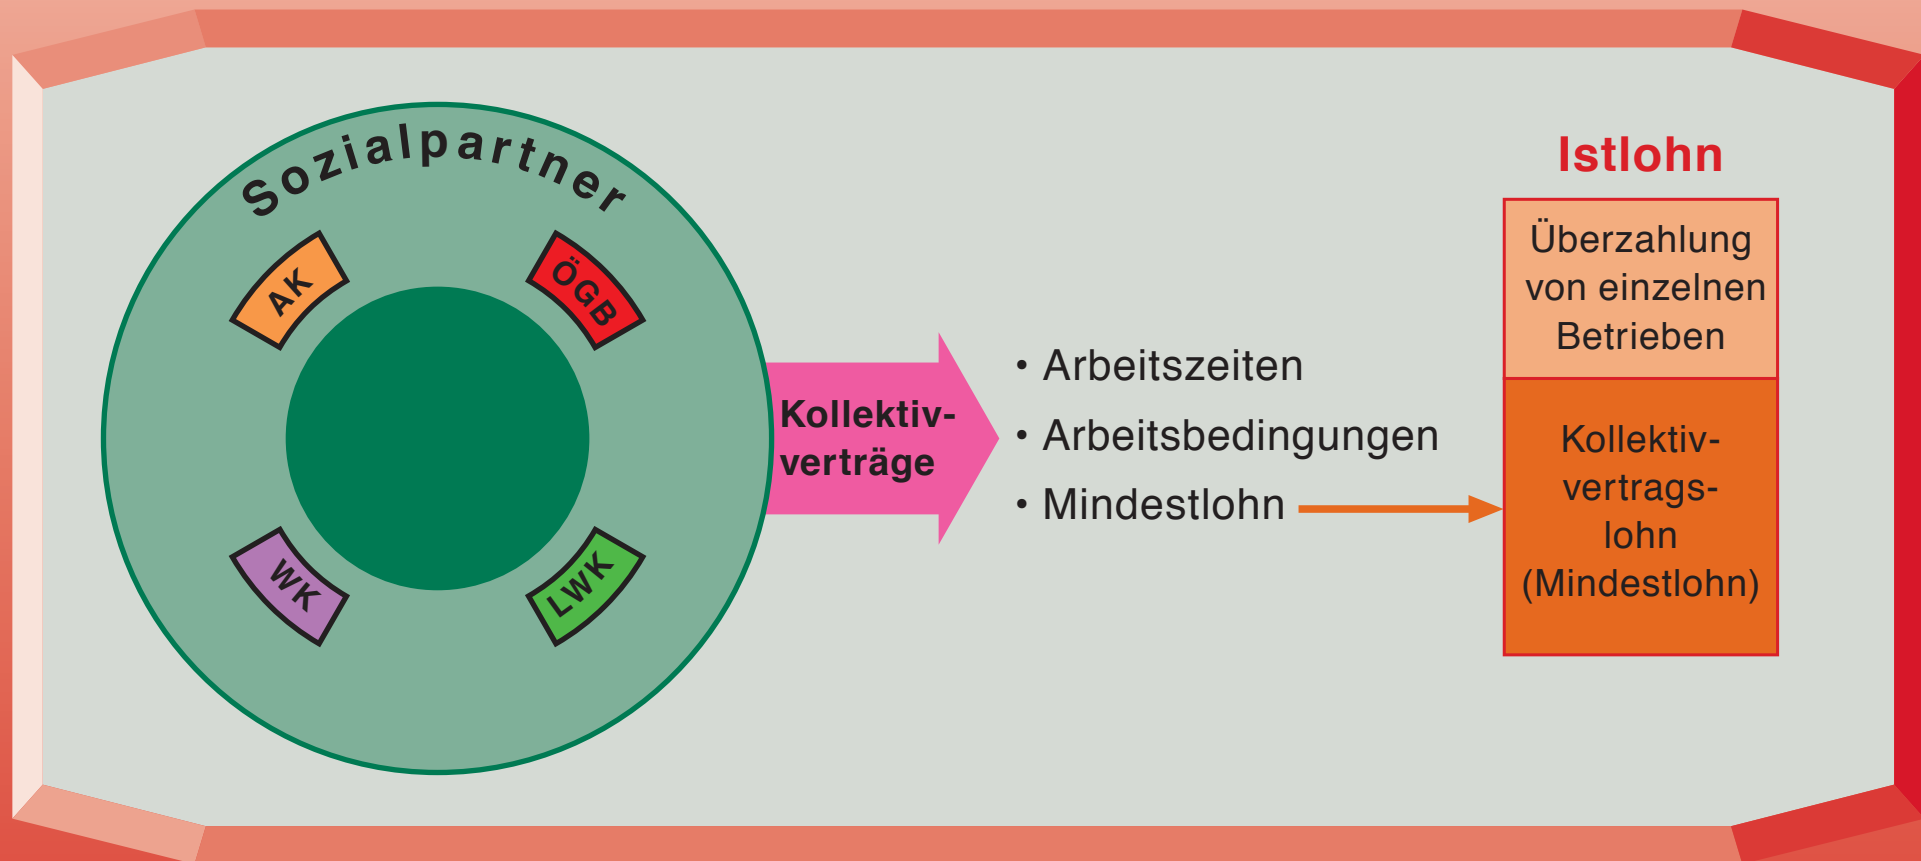 Sozialpartner
AK
ÖGB
WK
LWK
Kollektiv-
verträge
• Arbeitszeiten
• Arbeitsbedingungen
• Mindestlohn
Istlohn
Überzahlung
von einzelnen
Betrieben
Kollektiv-
vertrags-
lohn
(Mindestlohn)